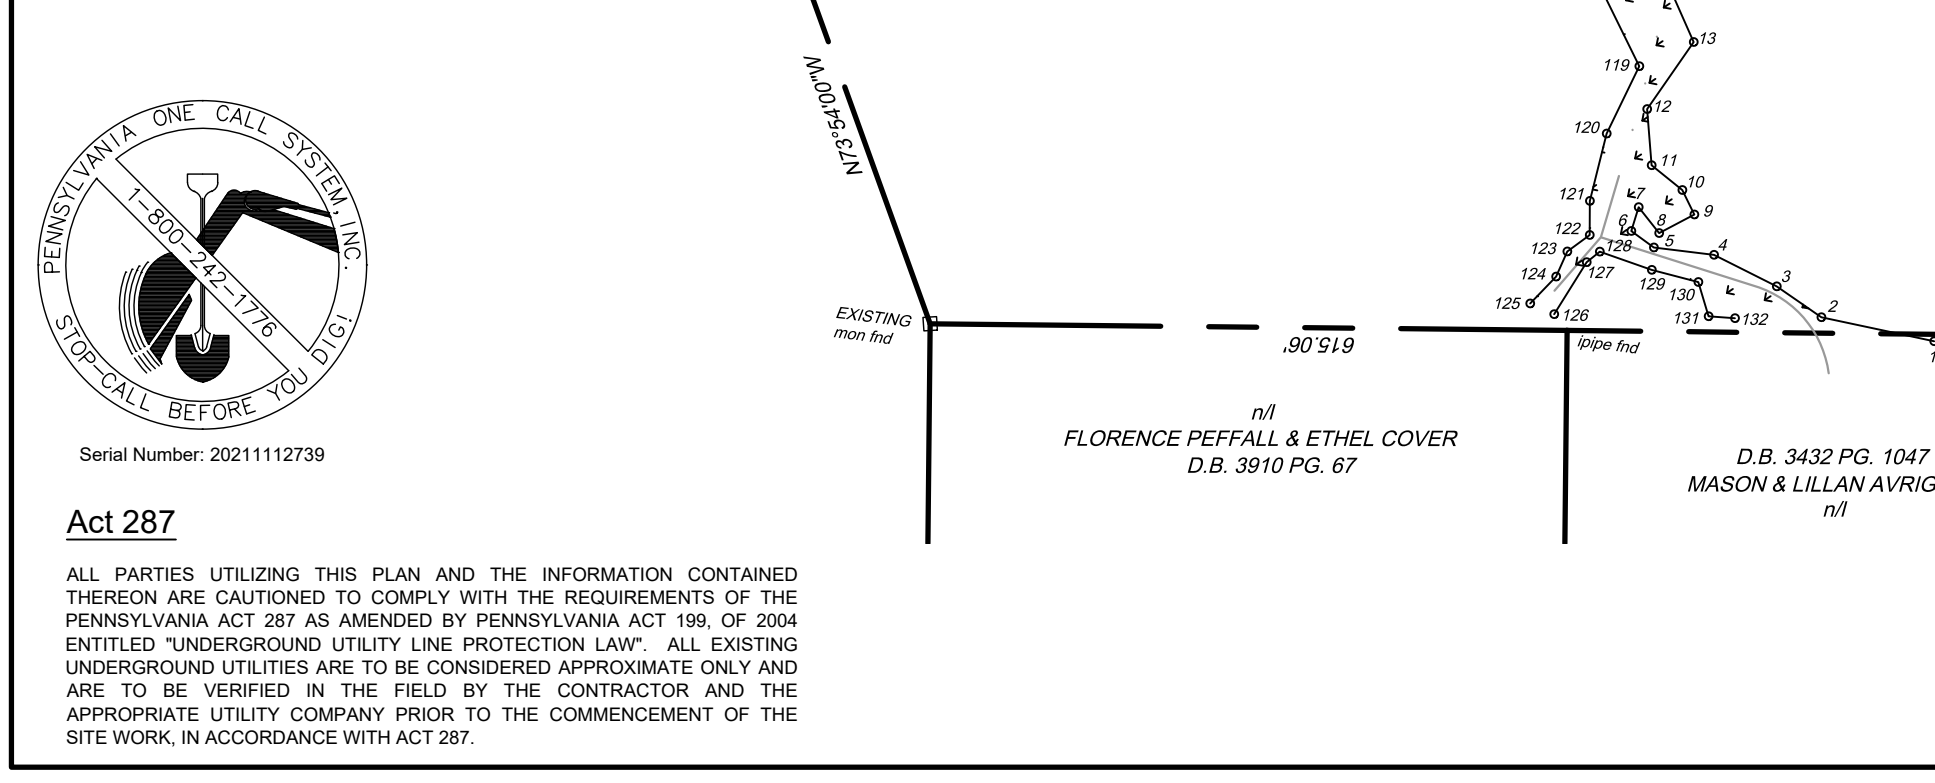 PENNSYLVANIA ONE CALL SYSTEM, INC.
1-800-242-1776
STOP-CALL BEFORE YOU DIG!
Serial Number: 20211112739
Act 287
ALL PARTIES UTILIZING THIS PLAN AND THE INFORMATION CONTAINED
THEREON ARE CAUTIONED TO COMPLY WITH THE REQUIREMENTS OF THE
PENNSYLVANIA ACT 287 AS AMENDED BY PENNSYLVANIA ACT 199, OF 2004
ENTITLED "UNDERGROUND UTILITY LINE PROTECTION LAW". ALL EXISTING
UNDERGROUND UTILITIES ARE TO BE CONSIDERED APPROXIMATE ONLY AND
ARE TO BE VERIFIED IN THE FIELD BY THE CONTRACTOR AND THE
APPROPRIATE UTILITY COMPANY PRIOR TO THE COMMENCEMENT OF THE
SITE WORK, IN ACCORDANCE WITH ACT 287.
N73°54'00"W
EXISTING
mon fnd
615.06'
n/l
FLORENCE PEFFALL & ETHEL COVER
D.B. 3910 PG. 67
13
119
12
120
11
10
121
7
9
6
8
122
5
128
4
123
127
124
129
3
130
125
126
131
132
2
1
ipipe fnd
D.B. 3432 PG. 1047
MASON & LILLAN AVRIG
n/l